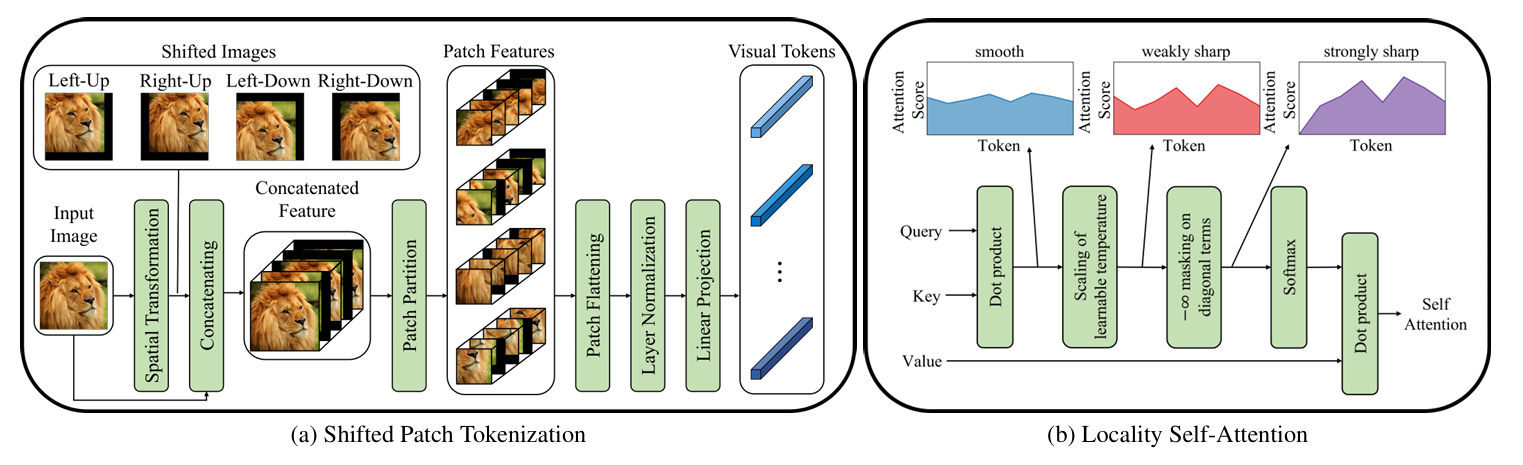 Shifted Images
Left-Up
Right-Up
Left-Down
Right-Down
Input
Image
Spatial Transformation
Concatenating
Concatenated
Feature
Patch Partition
Patch Features
Patch Flattening
Layer Normalization
Linear Projection
Visual Tokens
(a) Shifted Patch Tokenization
smooth
Attention
Score
Token
weakly sharp
Attention
Score
Token
strongly sharp
Attention
Score
Token
Query
Key
Value
Dot product
Scaling of
learnable temperature
−∞ masking on
diagonal terms
Softmax
Dot product
Self
Attention
(b) Locality Self-Attention